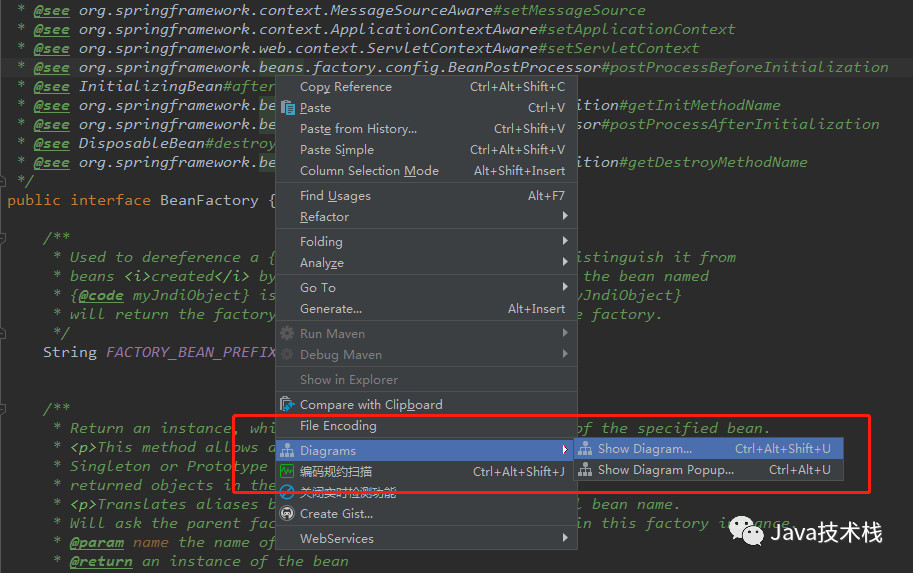 * @see org.springframework.context.MessageSourceAware#setMessageSource
* @see org.springframework.context.ApplicationContextAware#setApplicationContext
* @see org.springframework.web.context.ServletContextAware#setServletContext
* @see org.springframework.beans.factory.config.BeanPostProcessor#postProcessBeforeInitialization
* @see InitializingBean#after
* @see org.springframework.be
ition#getInitMethodName
* @see org.springframework.be
sor#postProcessAfterInitialization
* @see DisposableBean#destroy
* @see org.springframework.be
ition#getDestroyMethodName
*/
public interface BeanFactory {
/**
* Used to dereference a {
istinguish it from
* beans <i>created</i> by
the bean named
* {@code myJndiObject} is
yJndiObject}
* will return the factory
e factory.
*/
String FACTORY_BEAN_PREFIX
/**
* Return an instance, whi
of the specified bean.
* <p>This method allows a
* Singleton or Prototype
* returned objects in the
* <p>Translates aliases b
l bean name.
* Will ask the parent fac
in this factory instance.
* @param name the name of
* @return an instance of the bean
Copy Reference Ctrl+Alt+Shift+C
Paste Ctrl+V
Paste from History... Ctrl+Shift+V
Paste Simple Ctrl+Alt+Shift+V
Column Selection Mode Alt+Shift+Insert
Find Usages Alt+F7
Refactor
Folding
Analyze
Go To
Generate... Alt+Insert
Run Maven
Debug Maven
Show in Explorer
Compare with Clipboard
File Encoding
Diagrams
编码规约扫描 Ctrl+Alt+Shift+J
关闭实时检测功能
Create Gist...
WebServices
Show Diagram... Ctrl+Alt+Shift+U
Show Diagram Popup... Ctrl+Alt+U
Java技术栈